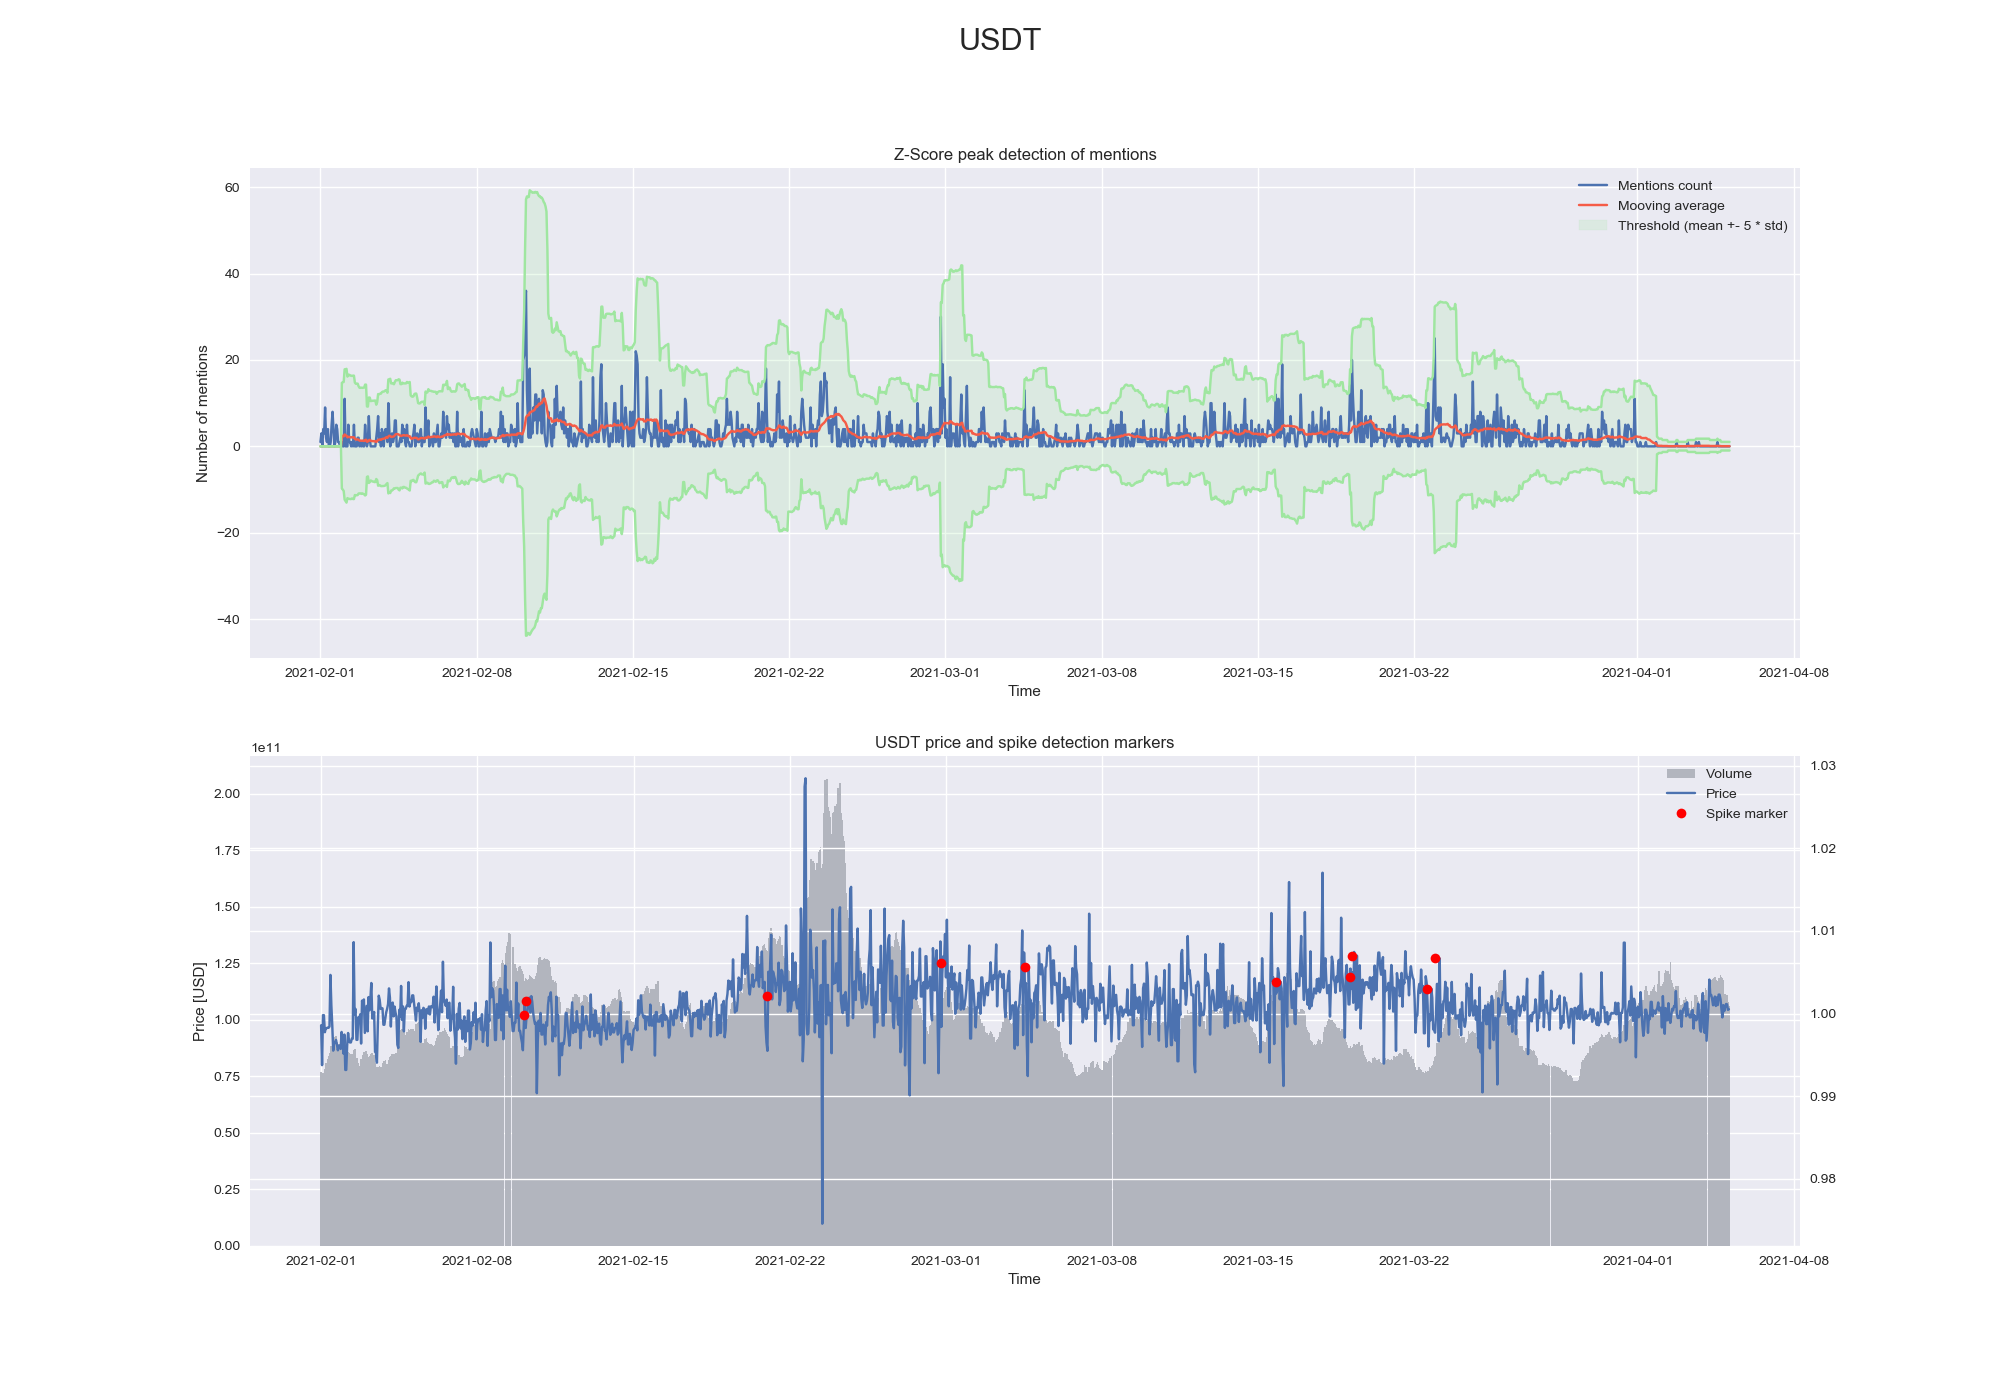 USDT
Z-Score peak detection of mentions
60
40
20
0
−20
−40
Number of mentions
Mentions count
Mooving average
Threshold (mean +- 5 * std)
2021-02-01 2021-02-08 2021-02-15 2021-02-22 2021-03-01 2021-03-08 2021-03-15 2021-03-22 2021-04-01 2021-04-08
Time
USDT price and spike detection markers
1e11
2.00
1.75
1.50
1.25
1.00
0.75
0.50
0.25
0.00
Price [USD]
Volume
Price
Spike marker
1.03
1.02
1.01
1.00
0.99
0.98
2021-02-01 2021-02-08 2021-02-15 2021-02-22 2021-03-01 2021-03-08 2021-03-15 2021-03-22 2021-04-01 2021-04-08
Time